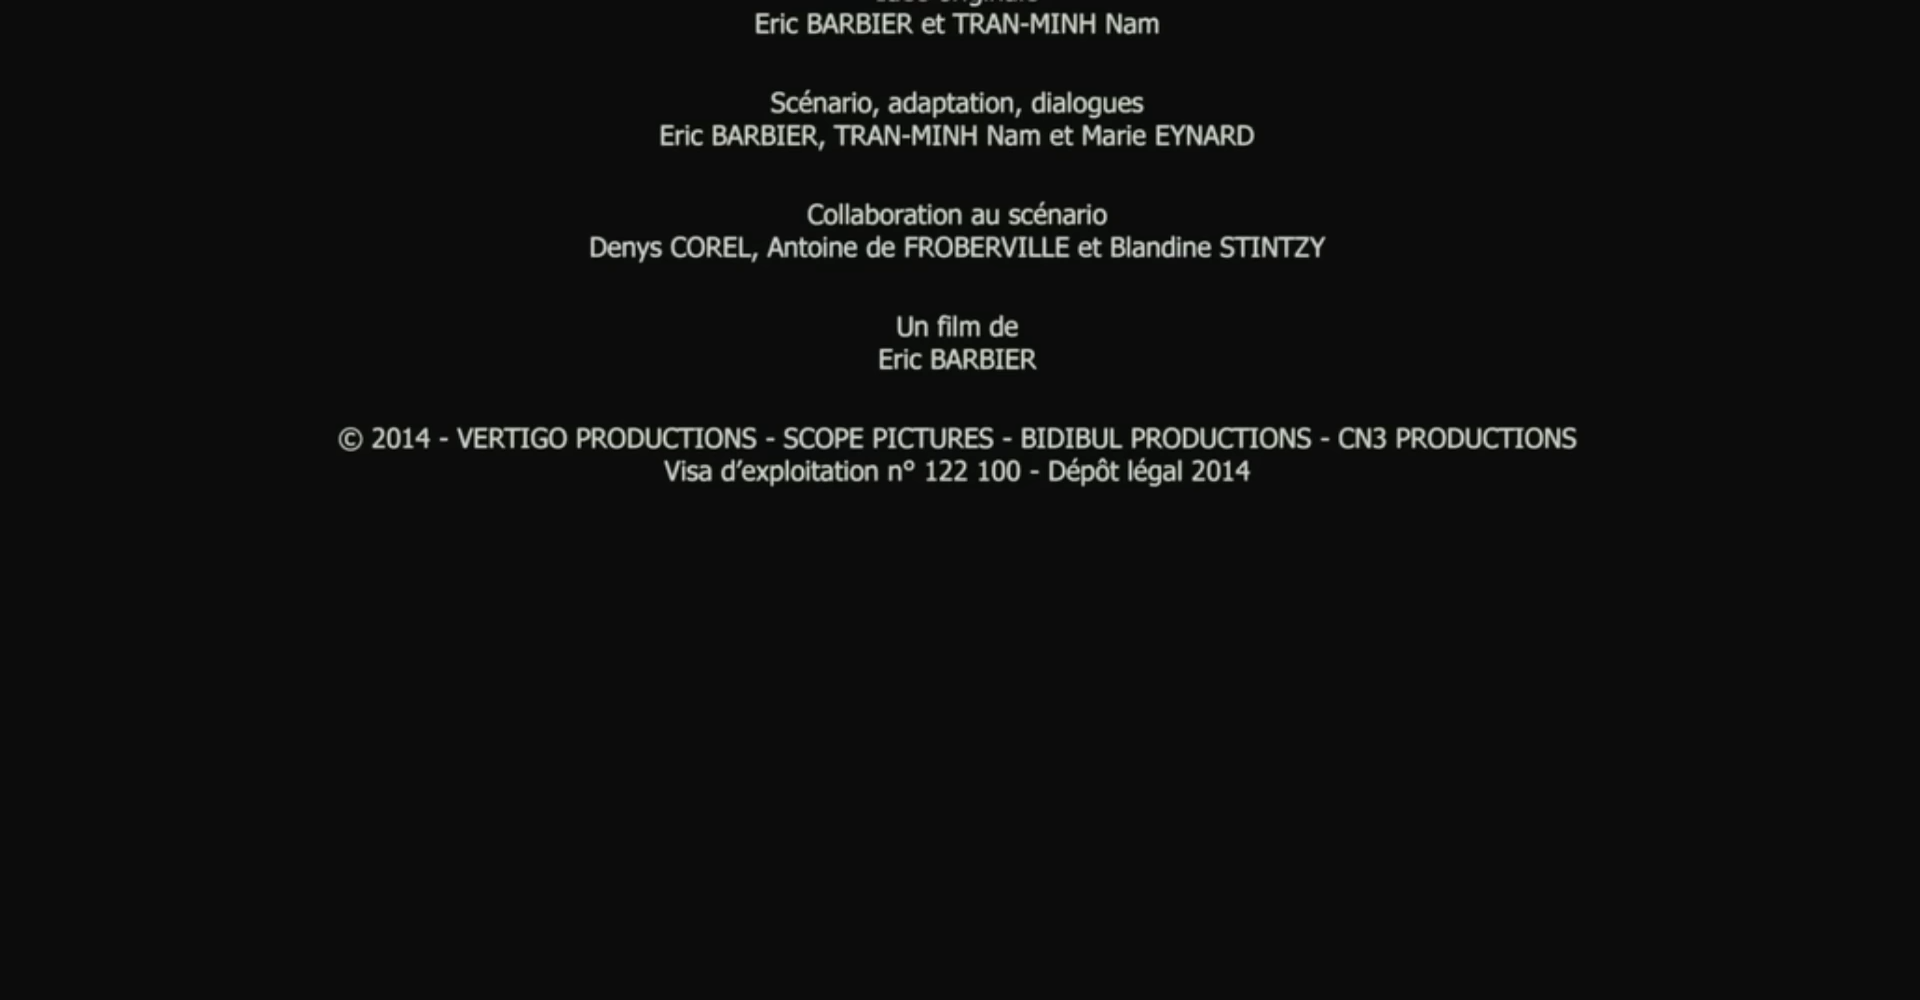 Eric BARBIER et TRAN-MINH Nam
Scénario, adaptation, dialogues
Eric BARBIER, TRAN-MINH Nam et Marie EYNARD
Collaboration au scénario
Denys COREL, Antoine de FROBERVILLE et Blandine STINTZY
Un film de
Eric BARBIER
© 2014 - VERTIGO PRODUCTIONS - SCOPE PICTURES - BIDIBUL PRODUCTIONS - CN3 PRODUCTIONS
Visa d’exploitation n° 122 100 - Dépôt légal 2014